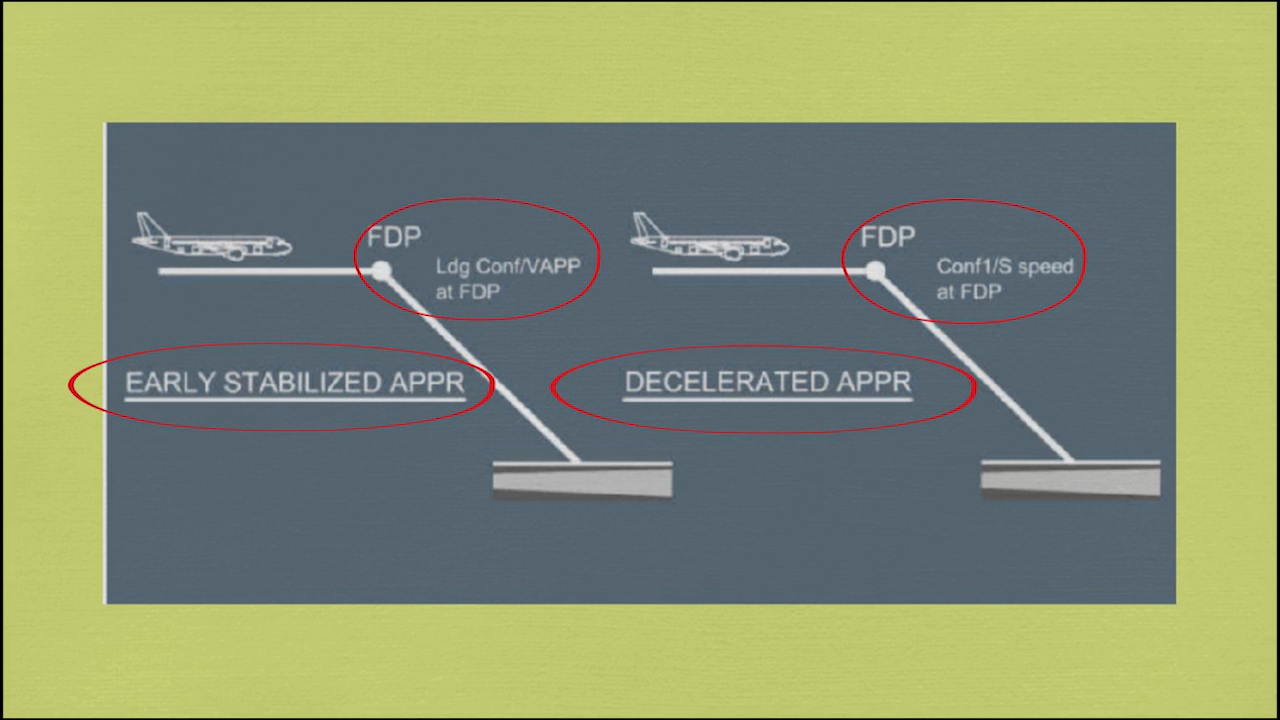 FDP
Ldg Conf/VAPP
at FDP
EARLY STABILIZED APPR
FDP
Conf1/S speed
at FDP
DECELERATED APPR